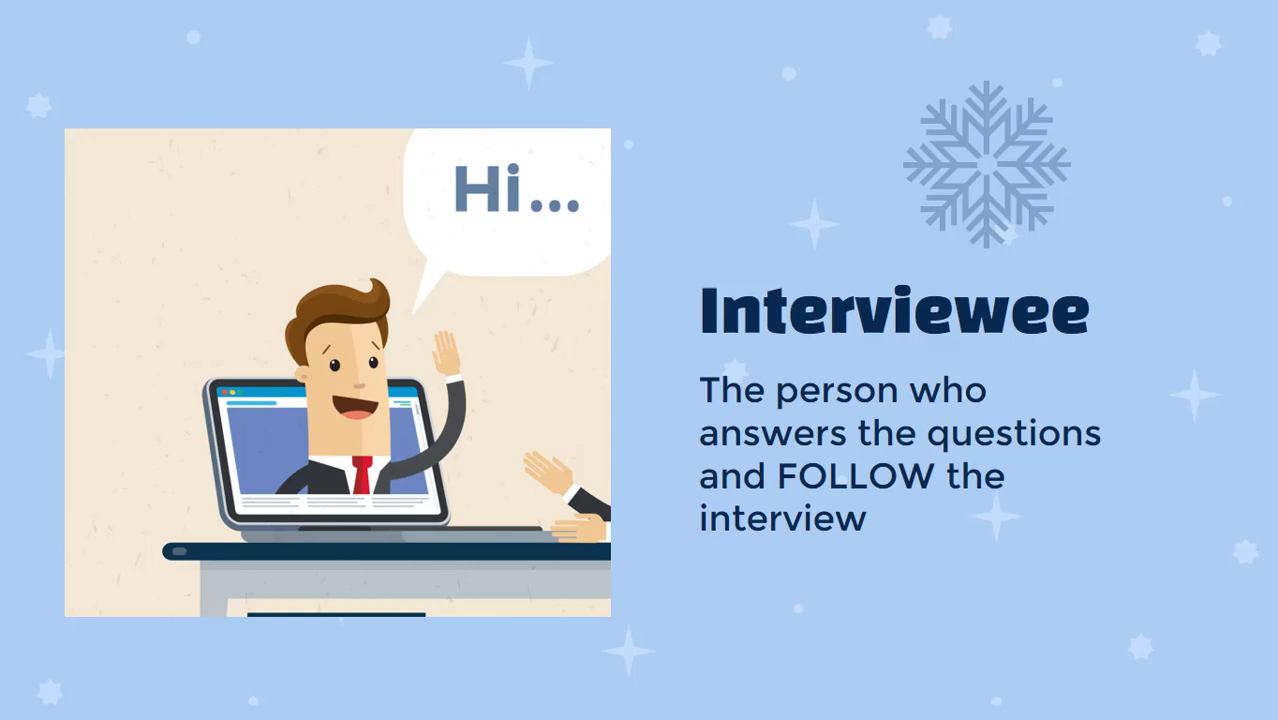 Hi...
Interviewee
The person who
answers the questions
and FOLLOW the
interview